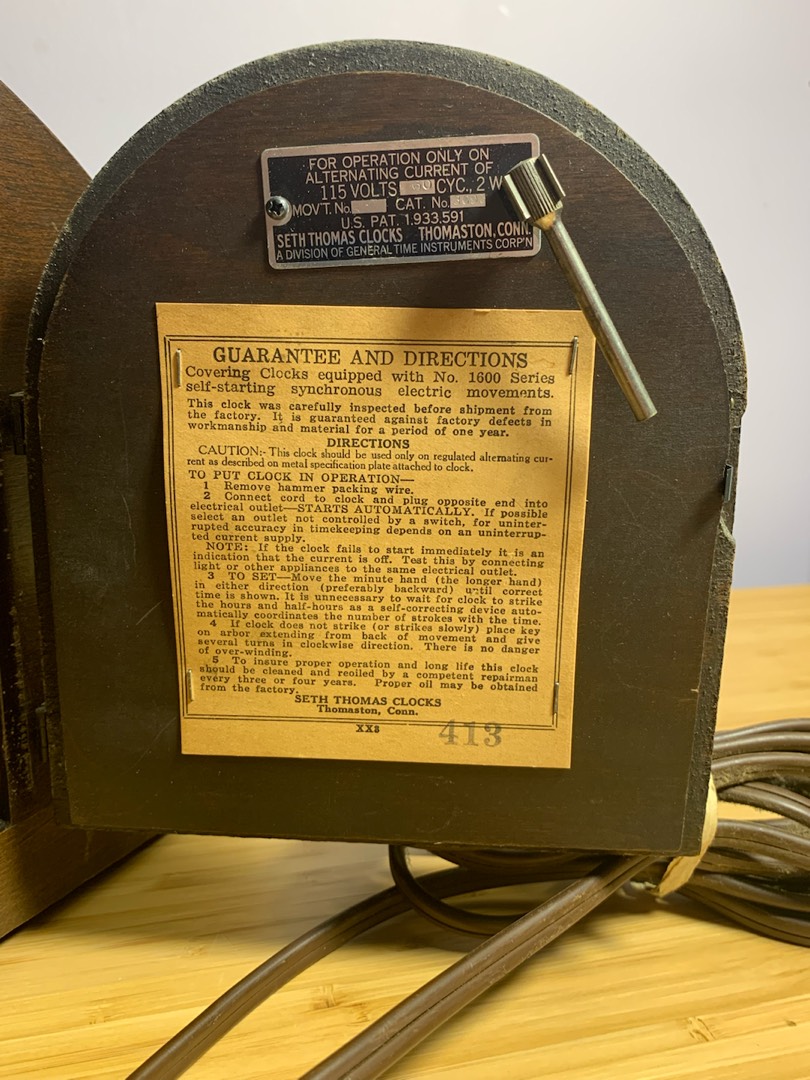 FOR OPERATION ONLY ON
ALTERNATING CURRENT OF
115 VOLTS 60 CYC., 2 W
MOV'T. No. CAT. No.
U.S. PAT. 1.933.591
SETH THOMAS CLOCKS THOMASTON, CONN.
A DIVISION OF GENERAL TIME INSTRUMENTS CORP'N
GUARANTEE AND DIRECTIONS
Covering Clocks equipped with No. 1600 Series
self-starting synchronous electric movements.
This clock was carefully inspected before shipment from
the factory. It is guaranteed against factory defects in
workmanship and material for a period of one year.
DIRECTIONS
CAUTION:- This clock should be used only on regulated alternating cur-
rent as described on metal specification plate attached to clock.
TO PUT CLOCK IN OPERATION—
1 Remove hammer packing wire.
2 Connect cord to clock and plug opposite end into
electrical outlet—STARTS AUTOMATICALLY. If possible
select an outlet not controlled by a switch, for uninter-
rupted accuracy in timekeeping depends on an uninterrup-
ted current supply.
NOTE: If the clock fails to start immediately it is an
indication that the current is off. Test this by connecting
light or other appliances to the same electrical outlet.
3 TO SET—Move the minute hand (the longer hand)
in either direction (preferably backward) until correct
time is shown. It is unnecessary to wait for clock to strike
the hours and half-hours as a self-correcting device auto-
matically coordinates the number of strokes with the time.
4 If clock does not strike (or strikes slowly) place key
on arbor extending from back of movement and give
several turns in clockwise direction. There is no danger
of over-winding.
5 To insure proper operation and long life this clock
should be cleaned and reoiled by a competent repairman
every three or four years. Proper oil may be obtained
from the factory.
SETH THOMAS CLOCKS
Thomaston, Conn.
XX8
413